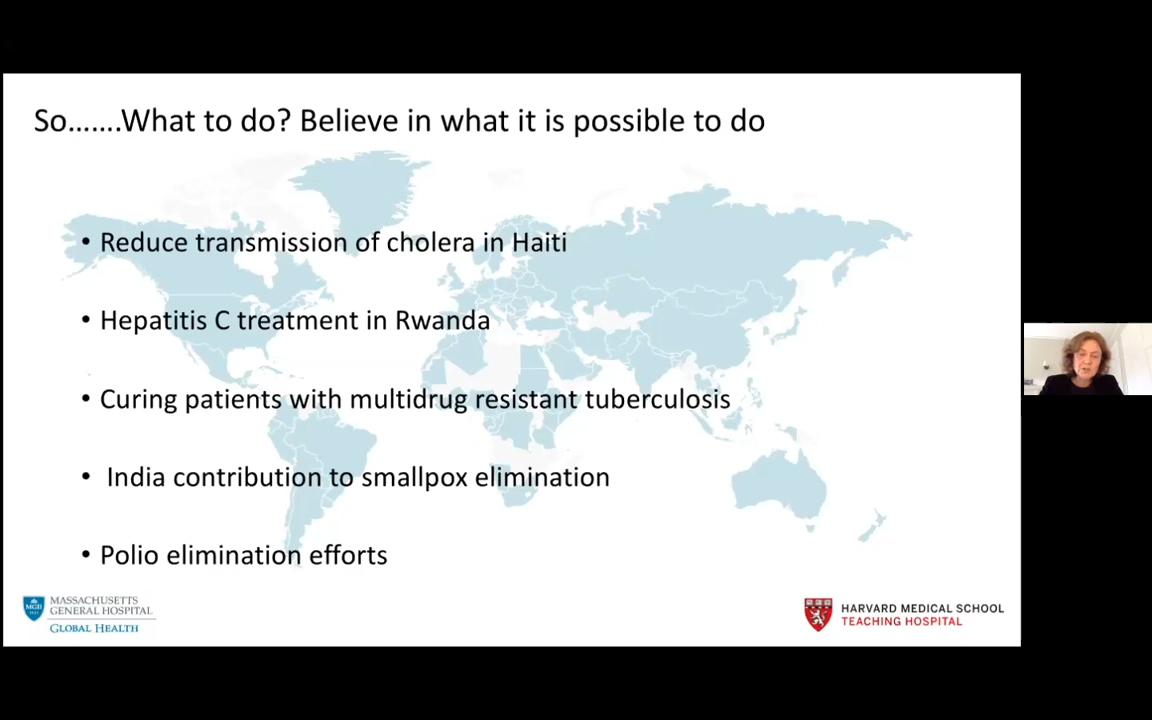 So.......What to do? Believe in what it is possible to do
• Reduce transmission of cholera in Haiti
• Hepatitis C treatment in Rwanda
• Curing patients with multidrug resistant tuberculosis
• India contribution to smallpox elimination
• Polio elimination efforts
MGH
MASSACHUSETTS
GENERAL HOSPITAL
GLOBAL HEALTH
HARVARD MEDICAL SCHOOL
TEACHING HOSPITAL